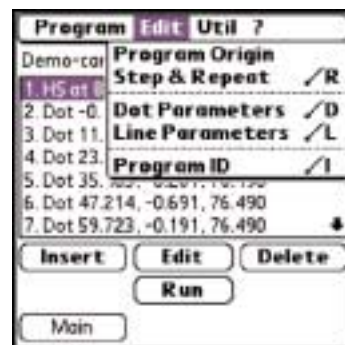 Program Edit Util ?
Demo-car
Program Origin
Step & Repeat /R
Dot Parameters /D
Line Parameters /L
Program ID /I
1. HS at
2. Dot -0.
3. Dot 11.
4. Dot 23.
5. Dot 35.
6. Dot 47.214, -0.691, 76.490
7. Dot 59.723, -0.191, 76.490
Insert Edit Delete
Run
Main